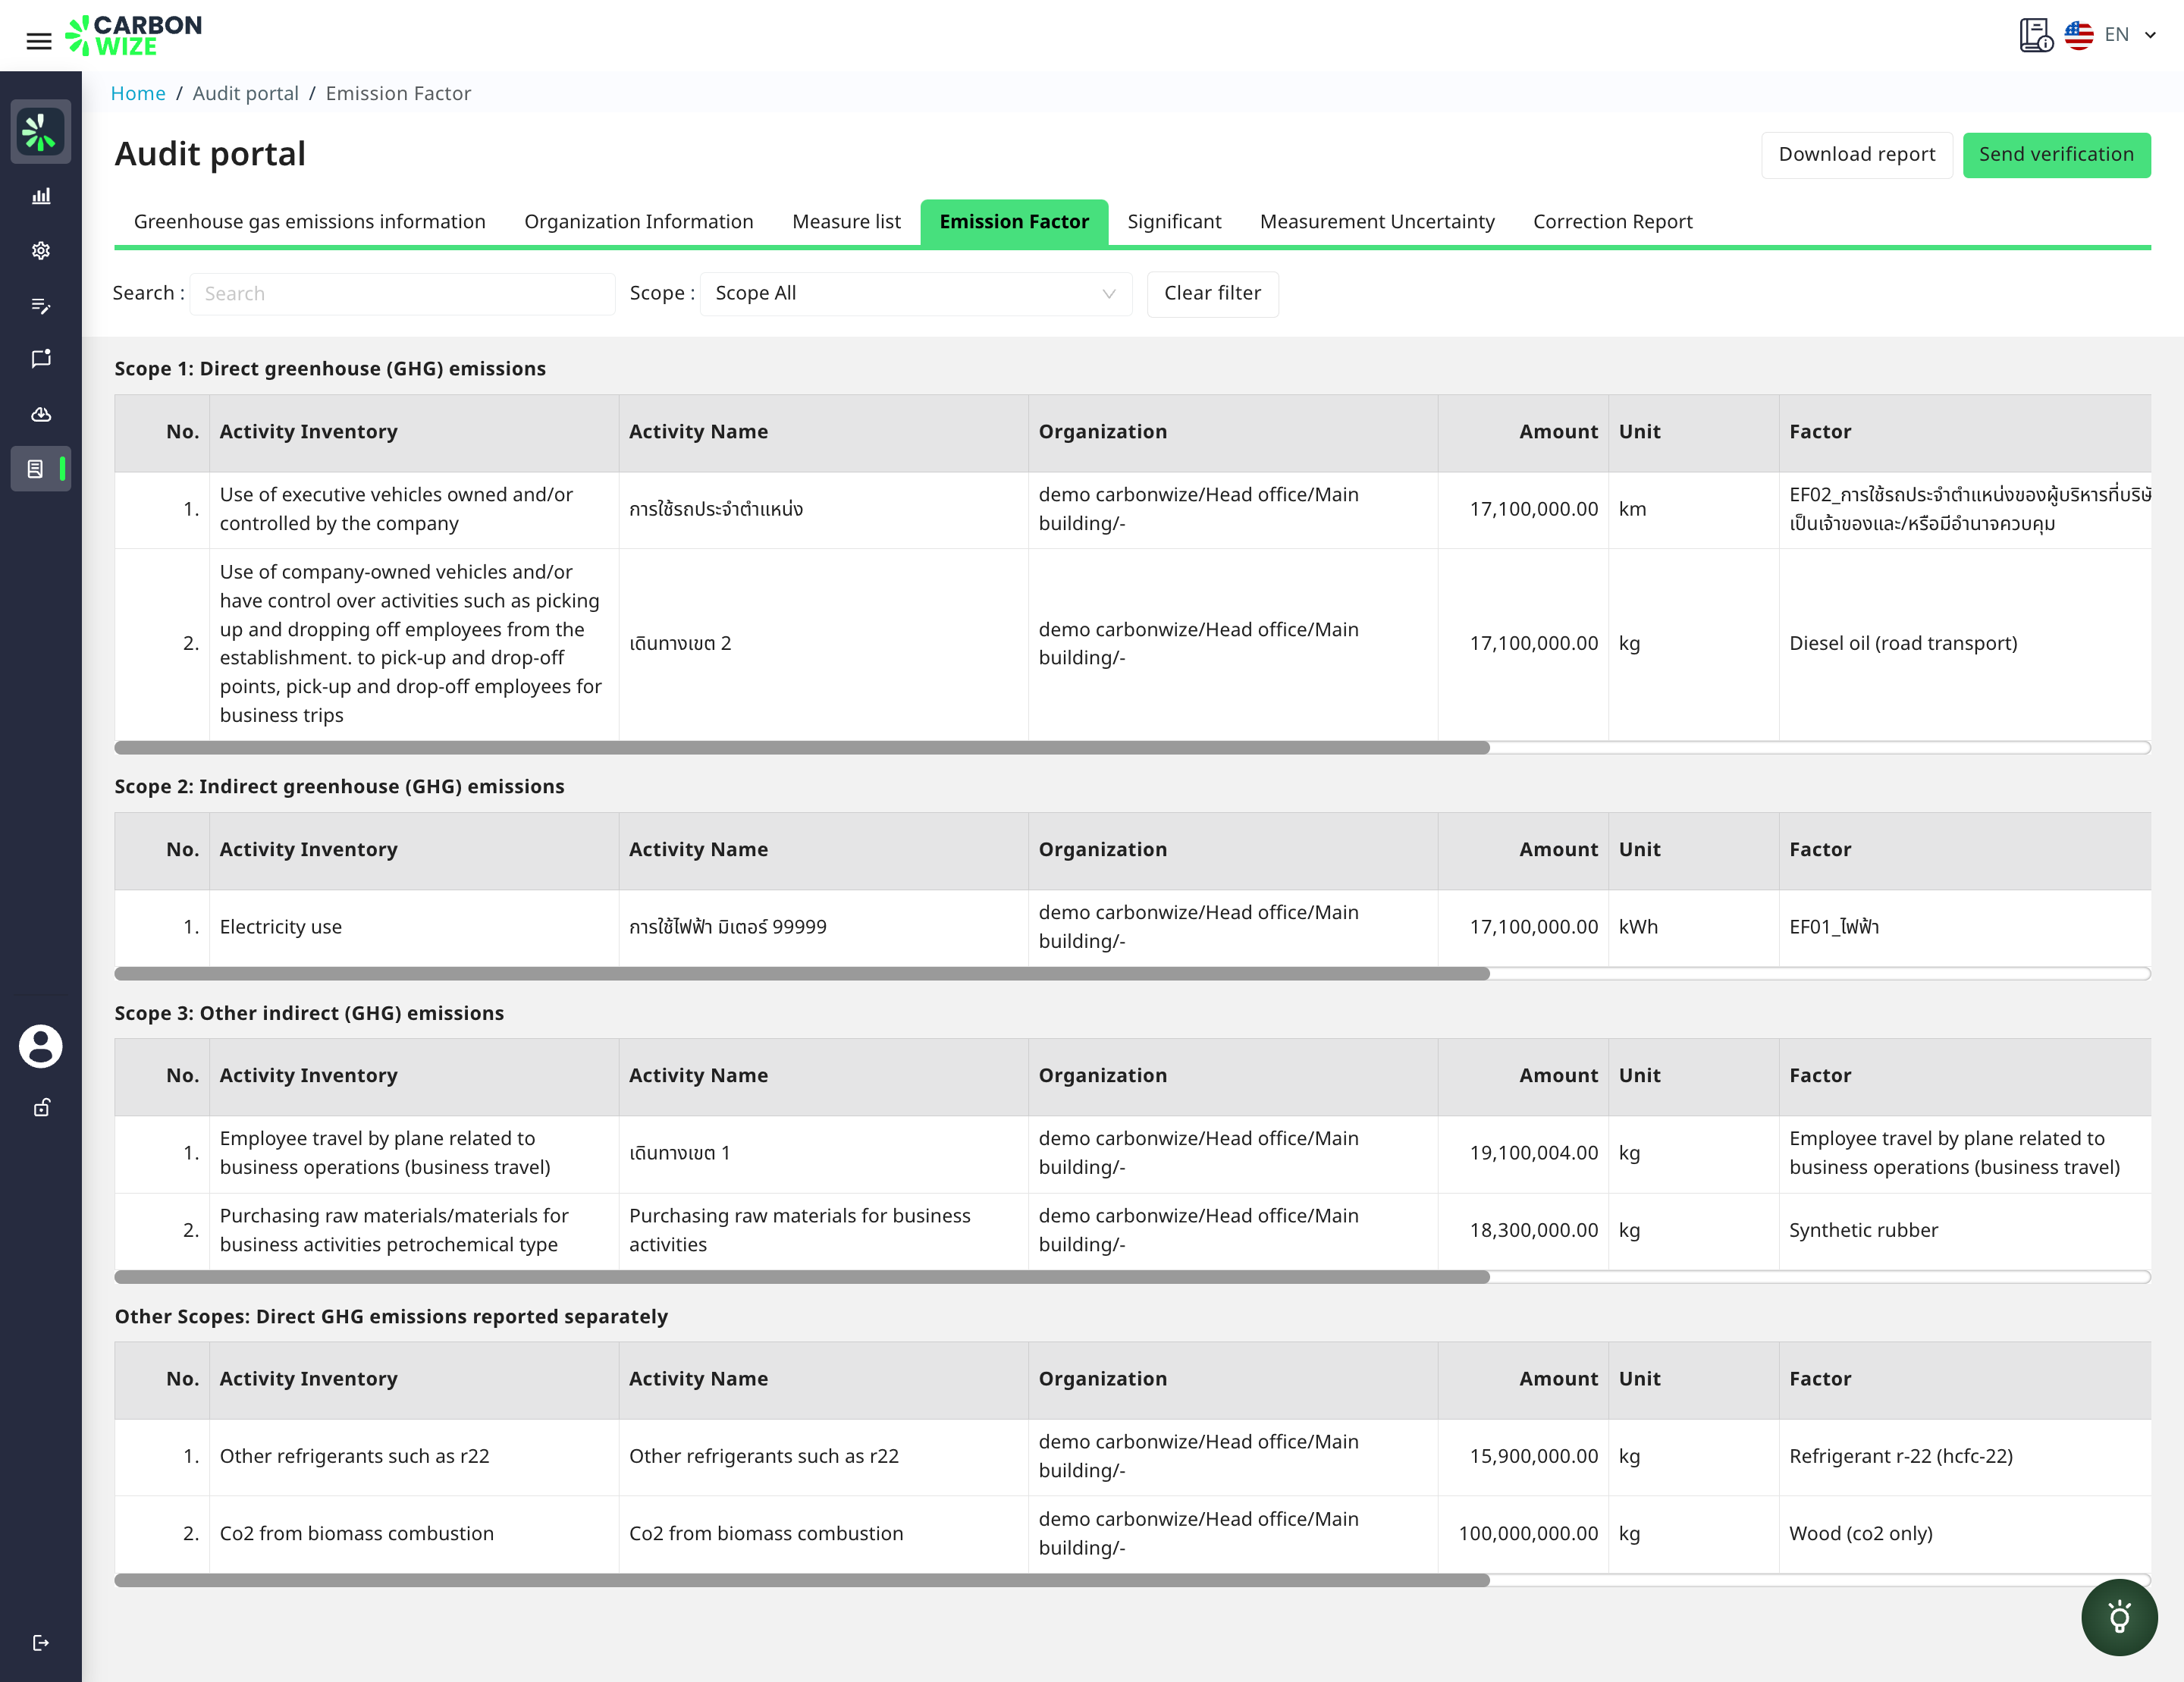 CARBON
WIZE
EN
Home / Audit portal / Emission Factor
Audit portal
Download report
Send verification
Greenhouse gas emissions information
Organization Information
Measure list
Emission Factor
Significant
Measurement Uncertainty
Correction Report
Search :
Search
Scope :
Scope All
Clear filter
Scope 1: Direct greenhouse (GHG) emissions
No.
Activity Inventory
Activity Name
Organization
Amount
Unit
Factor
1.
Use of executive vehicles owned and/or
controlled by the company
การใช้รถประจำตำแหน่ง
demo carbonwize/Head office/Main
building/-
17,100,000.00
km
EF02_การใช้รถประจำตำแหน่งของผู้บริหารที่บริษั
เป็นเจ้าของและ/หรือมีอำนาจควบคุม
2.
Use of company-owned vehicles and/or
have control over activities such as picking
up and dropping off employees from the
establishment. to pick-up and drop-off
points, pick-up and drop-off employees for
business trips
เดินทางเขต 2
demo carbonwize/Head office/Main
building/-
17,100,000.00
kg
Diesel oil (road transport)
Scope 2: Indirect greenhouse (GHG) emissions
No.
Activity Inventory
Activity Name
Organization
Amount
Unit
Factor
1.
Electricity use
การใช้ไฟฟ้า มิเตอร์ 99999
demo carbonwize/Head office/Main
building/-
17,100,000.00
kWh
EF01_ไฟฟ้า
Scope 3: Other indirect (GHG) emissions
No.
Activity Inventory
Activity Name
Organization
Amount
Unit
Factor
1.
Employee travel by plane related to
business operations (business travel)
เดินทางเขต 1
demo carbonwize/Head office/Main
building/-
19,100,004.00
kg
Employee travel by plane related to
business operations (business travel)
2.
Purchasing raw materials/materials for
business activities petrochemical type
Purchasing raw materials for business
activities
demo carbonwize/Head office/Main
building/-
18,300,000.00
kg
Synthetic rubber
Other Scopes: Direct GHG emissions reported separately
No.
Activity Inventory
Activity Name
Organization
Amount
Unit
Factor
1.
Other refrigerants such as r22
Other refrigerants such as r22
demo carbonwize/Head office/Main
building/-
15,900,000.00
kg
Refrigerant r-22 (hcfc-22)
2.
Co2 from biomass combustion
Co2 from biomass combustion
demo carbonwize/Head office/Main
building/-
100,000,000.00
kg
Wood (co2 only)